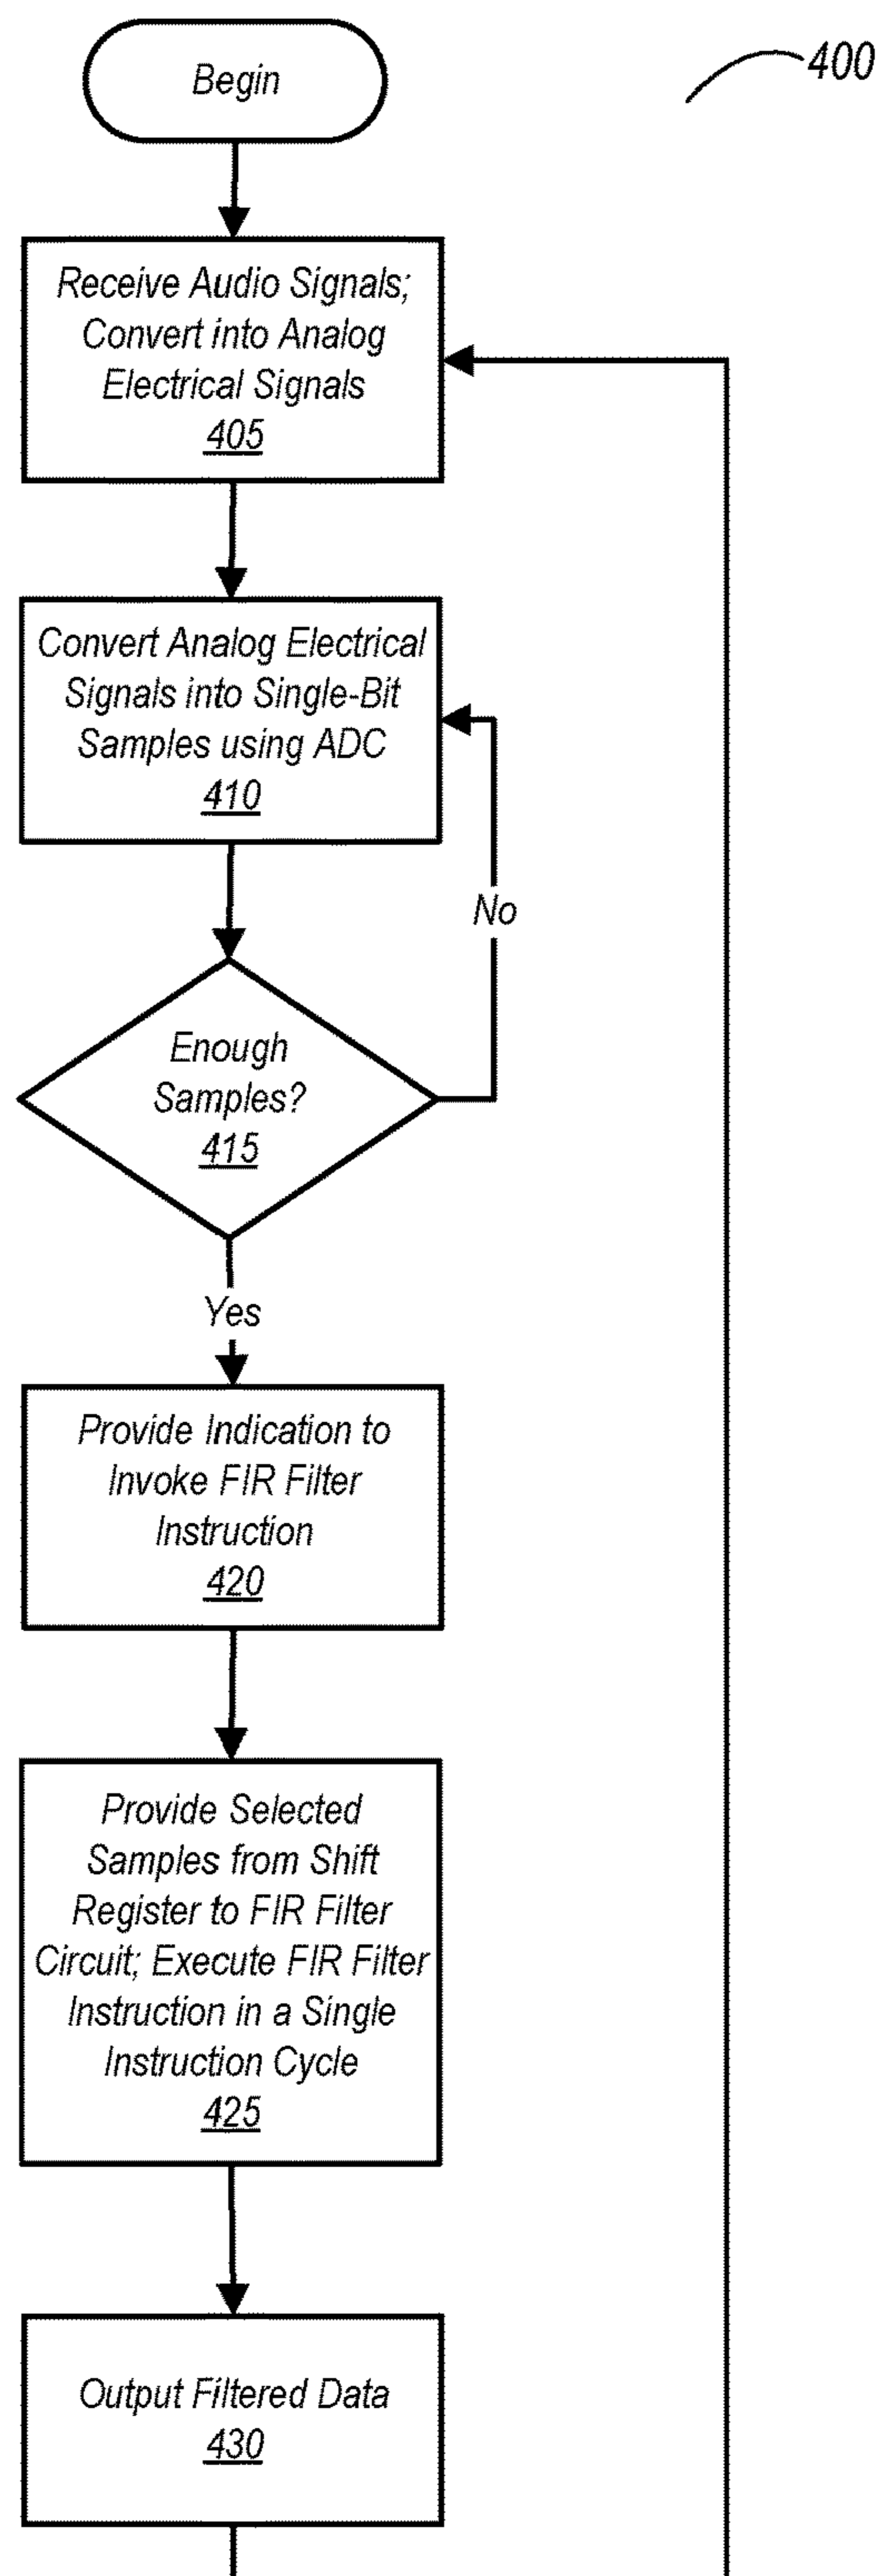 Begin
400
Receive Audio Signals;
Convert into Analog
Electrical Signals
405
Convert Analog Electrical
Signals into Single-Bit
Samples using ADC
410
No
Enough
Samples?
415
Yes
Provide Indication to
Invoke FIR Filter
Instruction
420
Provide Selected
Samples from Shift
Register to FIR Filter
Circuit; Execute FIR Filter
Instruction in a Single
Instruction Cycle
425
Output Filtered Data
430